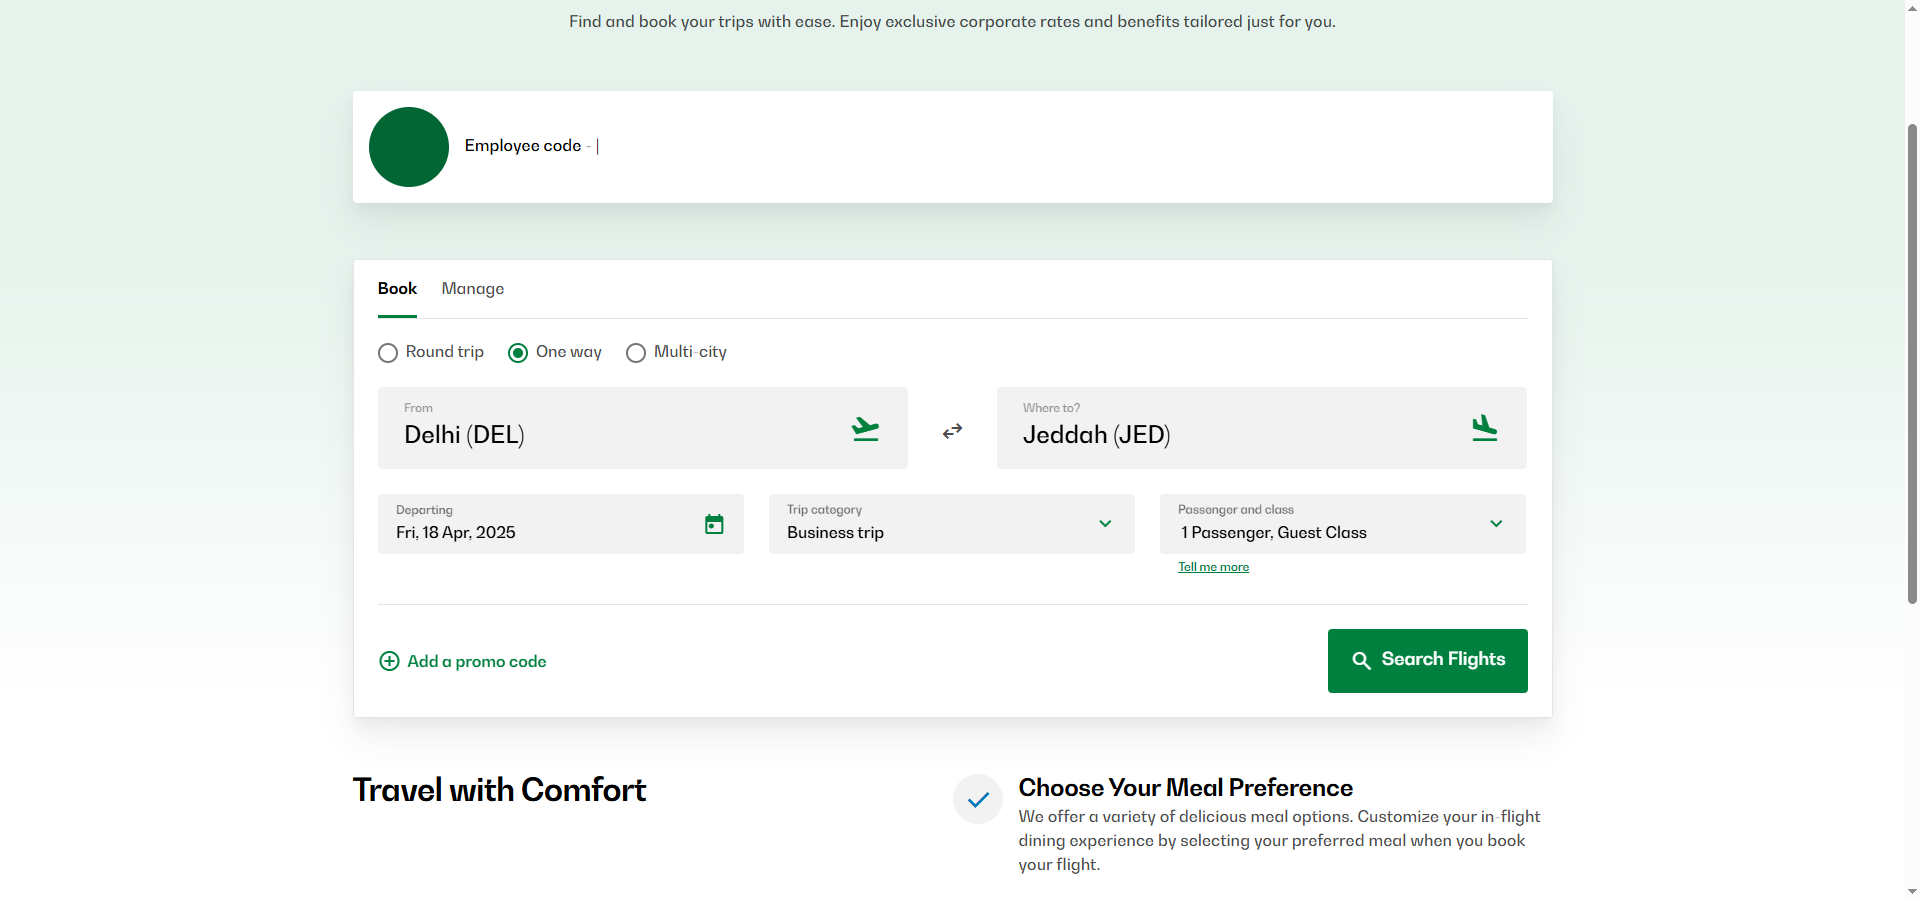 Find and book your trips with ease. Enjoy exclusive corporate rates and benefits tailored just for you.
Employee code - |
Book Manage
Round trip One way Multi-city
From
Delhi (DEL)
Where to?
Jeddah (JED)
Departing
Fri, 18 Apr, 2025
Trip category
Business trip
Passenger and class
1 Passenger, Guest Class
Tell me more
Add a promo code
Search Flights
Travel with Comfort
Choose Your Meal Preference
We offer a variety of delicious meal options. Customize your in-flight
dining experience by selecting your preferred meal when you book
your flight.